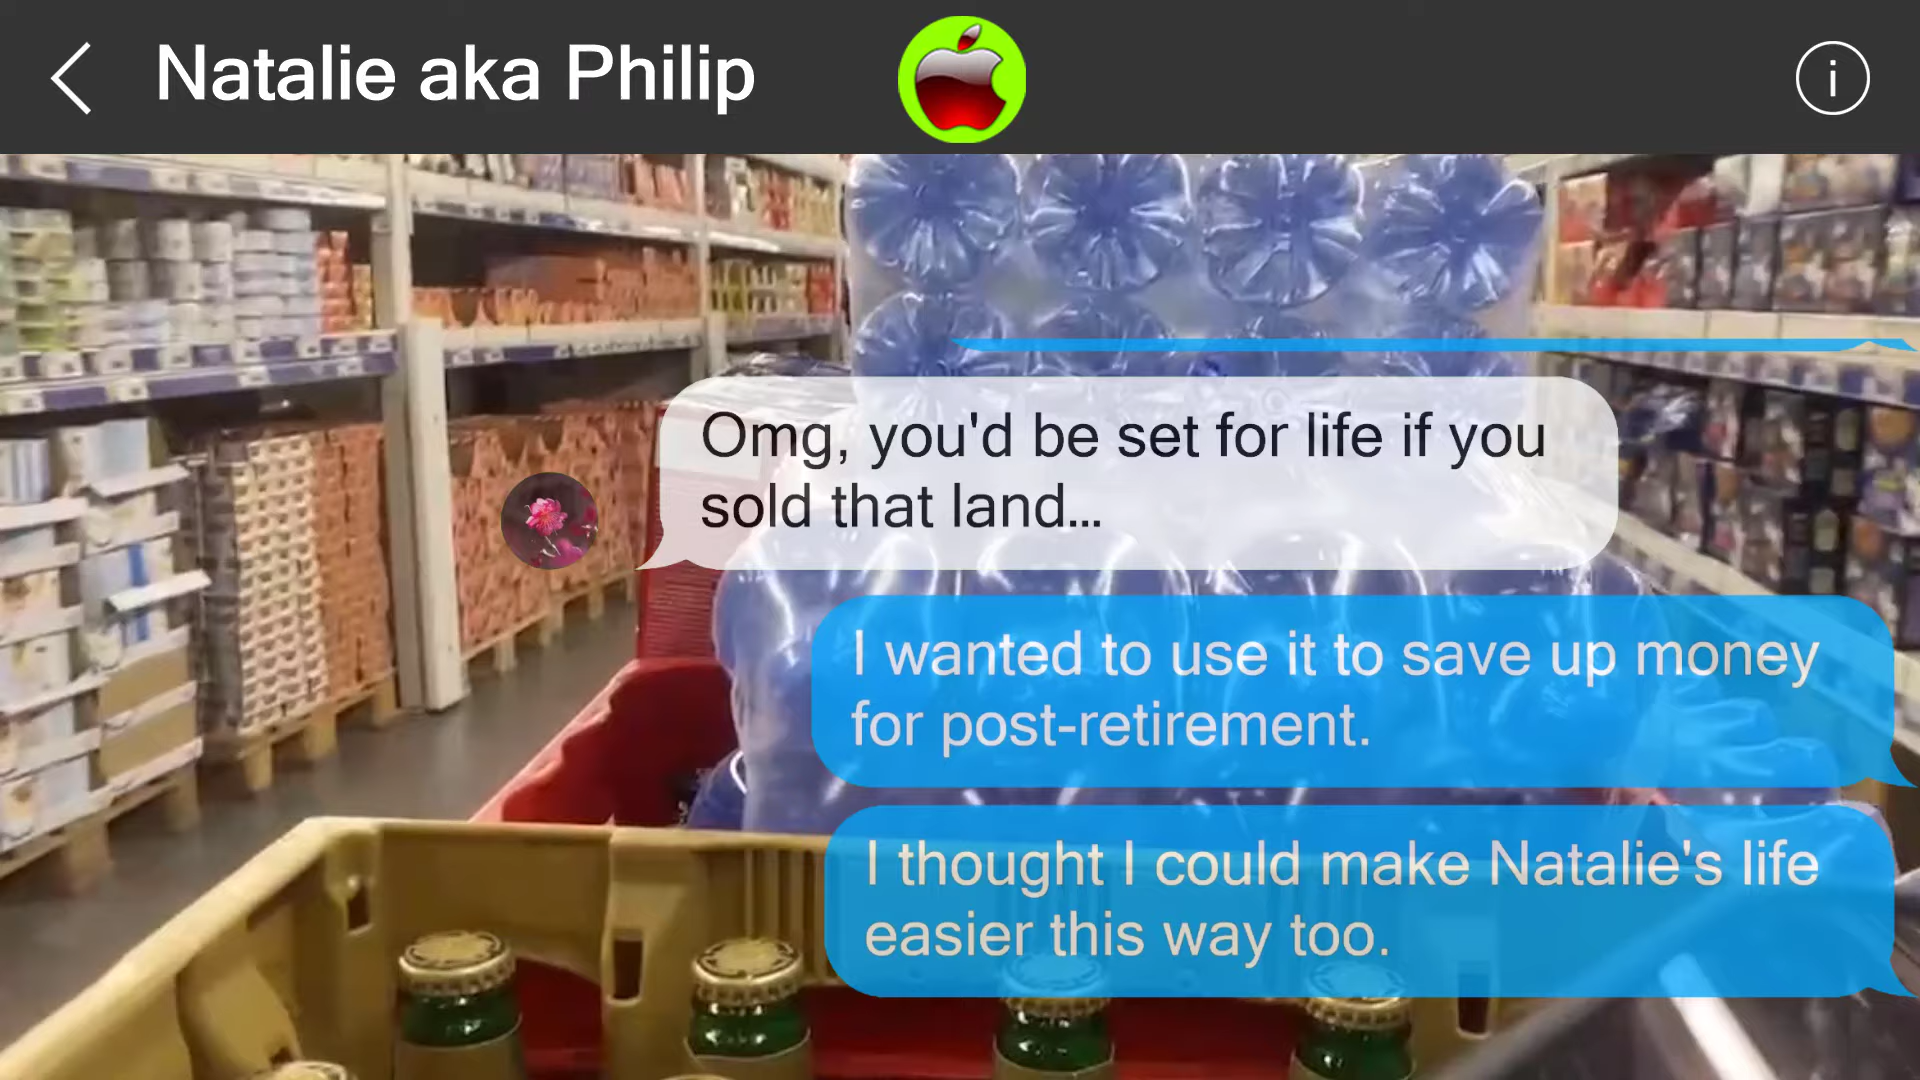 Natalie aka Philip
Omg, you'd be set for life if you
sold that land...
I wanted to use it to save up money
for post-retirement.
I thought I could make Natalie's life
easier this way too.